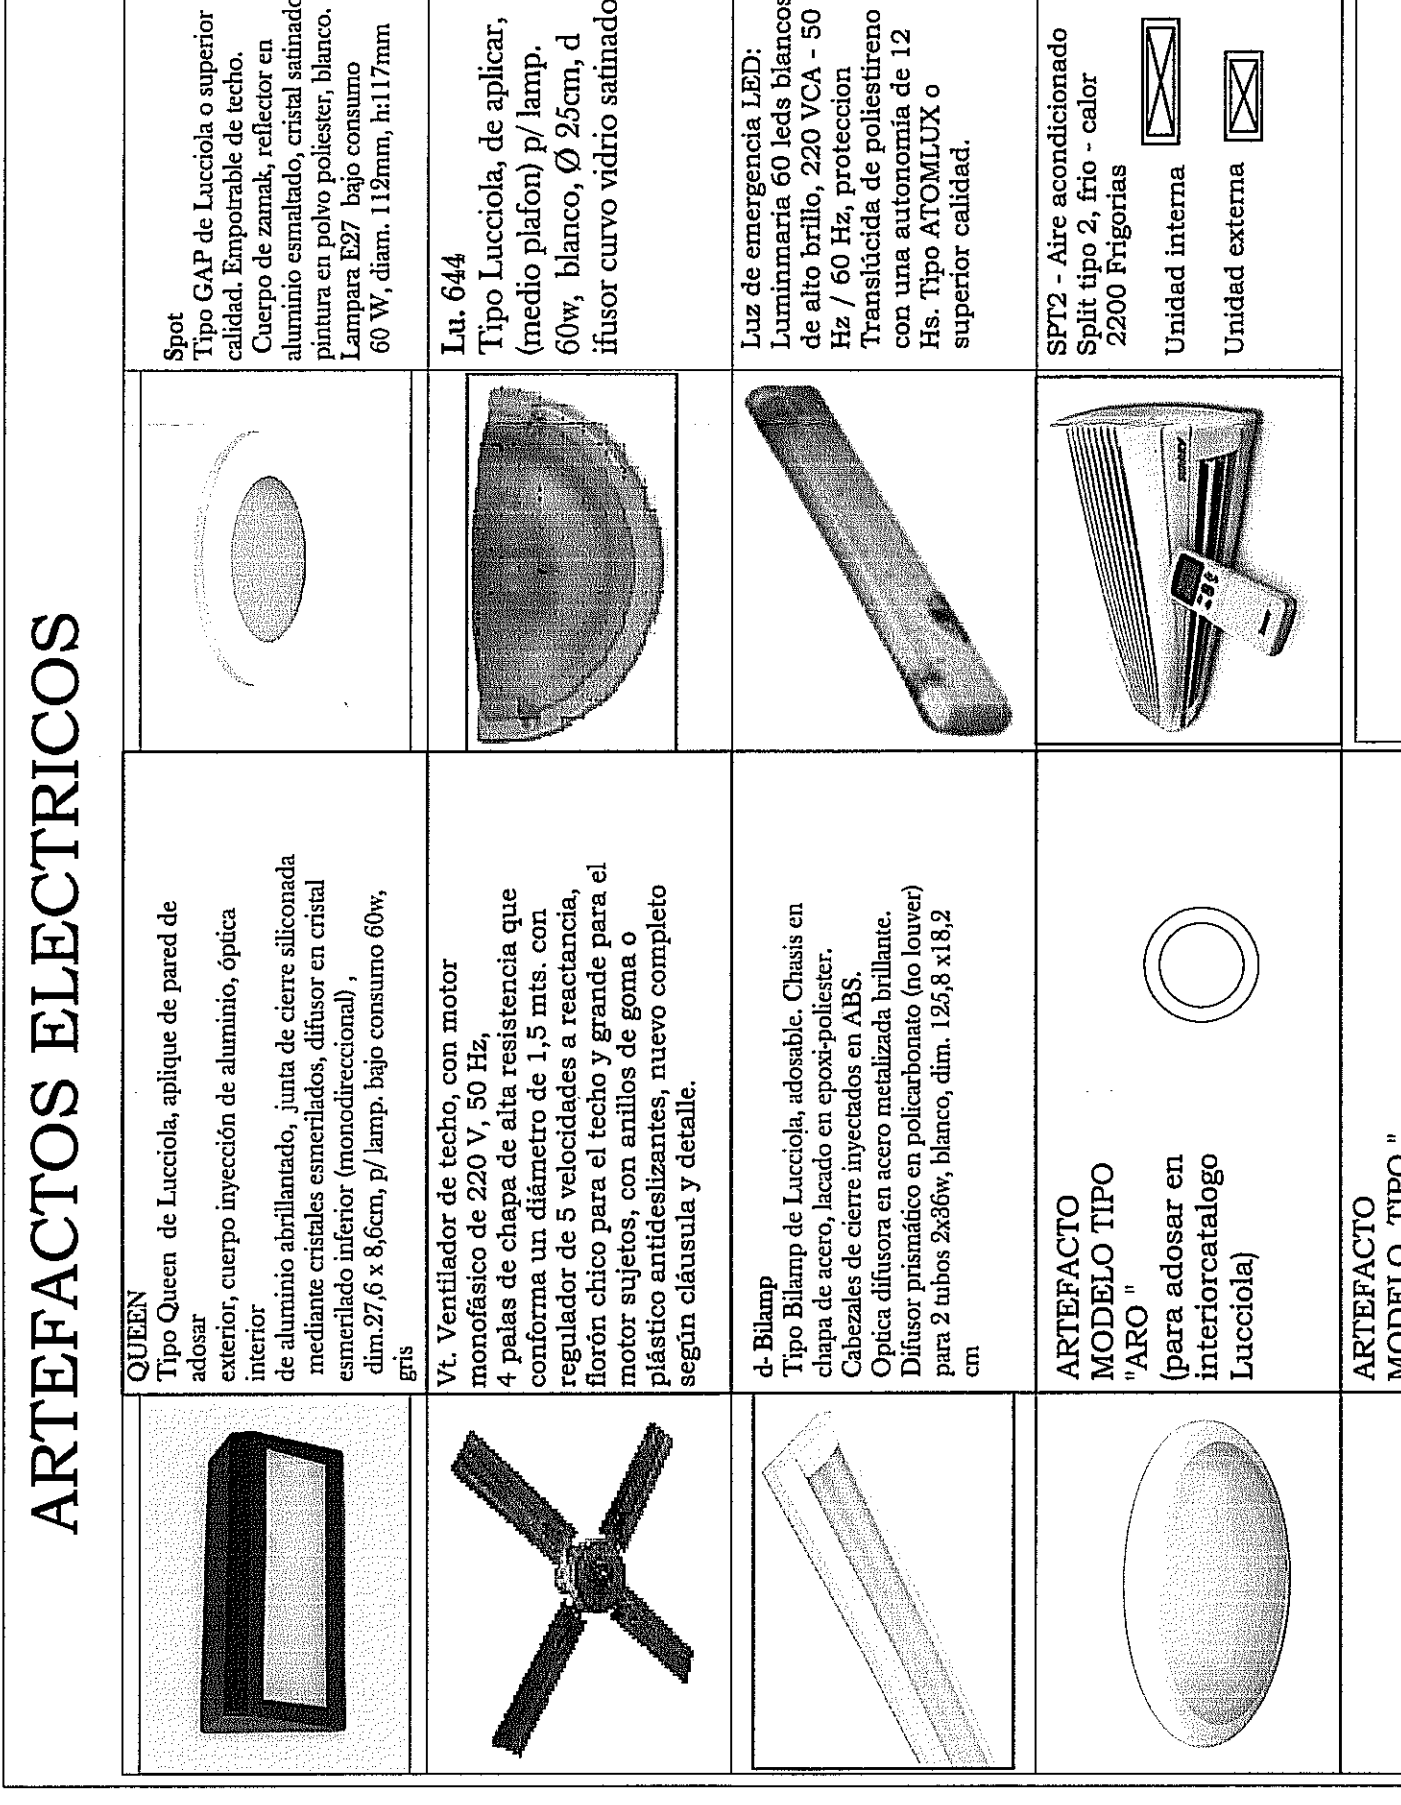 ARTEFACTOS ELECTRICOS
QUEEN
Tipo Queen de Lucciola, aplique de pared de
adosar
exterior, cuerpo inyección de aluminio, óptica
interior
de aluminio abrillantado, junta de cierre siliconada
mediante cristales esmerilados, difusor en cristal
esmerilado inferior (monodireccional) ,
dim.27,6 x 8,6cm, p/ lamp. bajo consumo 60w,
gris
Spot
Tipo GAP de Lucciola o superior
calidad. Empotrable de techo.
Cuerpo de zamak, reflector en
aluminio esmaltado, cristal satinado
pintura en polvo poliester, blanco.
Lampara E27 bajo consumo
60 W, diam. 112mm, h:117mm
Vt. Ventilador de techo, con motor
monofásico de 220 V, 50 Hz,
4 palas de chapa de alta resistencia que
conforma un diámetro de 1,5 mts. con
regulador de 5 velocidades a reactancia,
florón chico para el techo y grande para el
motor sujetos, con anillos de goma o
plástico antideslizantes, nuevo completo
según cláusula y detalle.
Lu. 644
Tipo Lucciola, de aplicar,
(medio plafon) p/ lamp.
60w, blanco, Ø 25cm, d
ifusor curvo vidrio satinado
d- Bilamp
Tipo Bilamp de Lucciola, adosable. Chasis en
chapa de acero, lacado en epoxi-poliester.
Cabezales de cierre inyectados en ABS.
Optica difusora en acero metalizada brillante.
Difusor prismático en policarbonato (no louver)
para 2 tubos 2x36w, blanco, dim. 125,8 x18,2
cm
Luz de emergencia LED:
Luminmaria 60 leds blancos
de alto brillo, 220 VCA - 50
Hz / 60 Hz, proteccion
Translúcida de poliestireno
con una autonomía de 12
Hs. Tipo ATOMLUX o
superior calidad.
ARTEFACTO
MODELO TIPO
"ARO "
(para adosar en
interiorcatalogo
Lucciola)
SURREY
SPT2 - Aire acondicionado
Split tipo 2, frio - calor
2200 Frigorias
Unidad interna
Unidad externa
ARTEFACTO
MODELO TIPO "